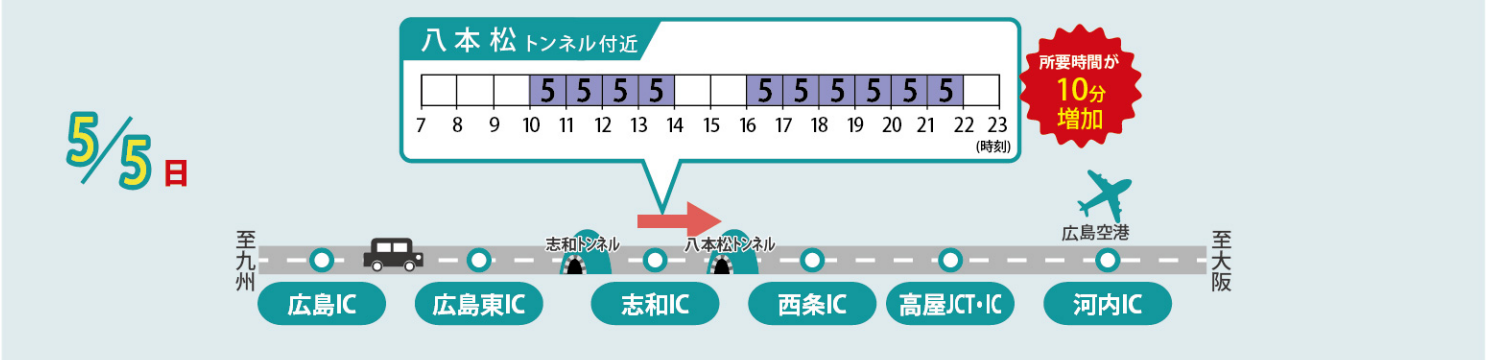 5/5日
八本松トンネル付近
5 5 5 5 5 5 5 5 5 5
7 8 9 10 11 12 13 14 15 16 17 18 19 20 21 22 23
(時刻)
所要時間が
10分
増加
至九州
志和トンネル
八本松トンネル
広島空港
至大阪
広島IC
広島東IC
志和IC
西条IC
高屋JCT・IC
河内IC